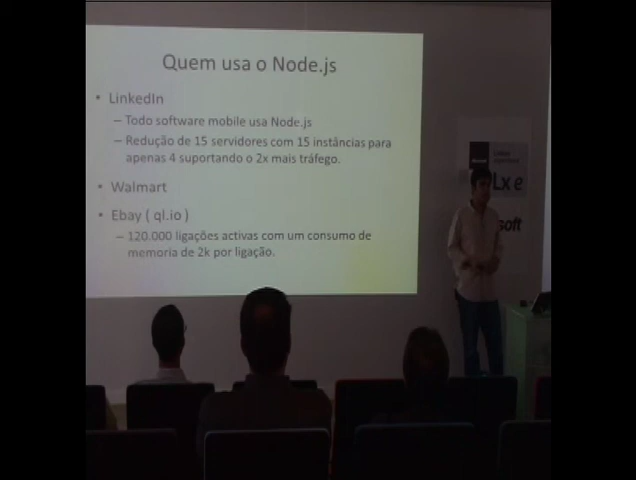 Quem usa o Node.js
• LinkedIn
– Todo software mobile usa Node.js
– Redução de 15 servidores com 15 instâncias para
apenas 4 suportando o 2x mais tráfego.
• Walmart
• Ebay ( ql.io )
– 120.000 ligações activas com um consumo de
memoria de 2k por ligação.
Lx e
soft